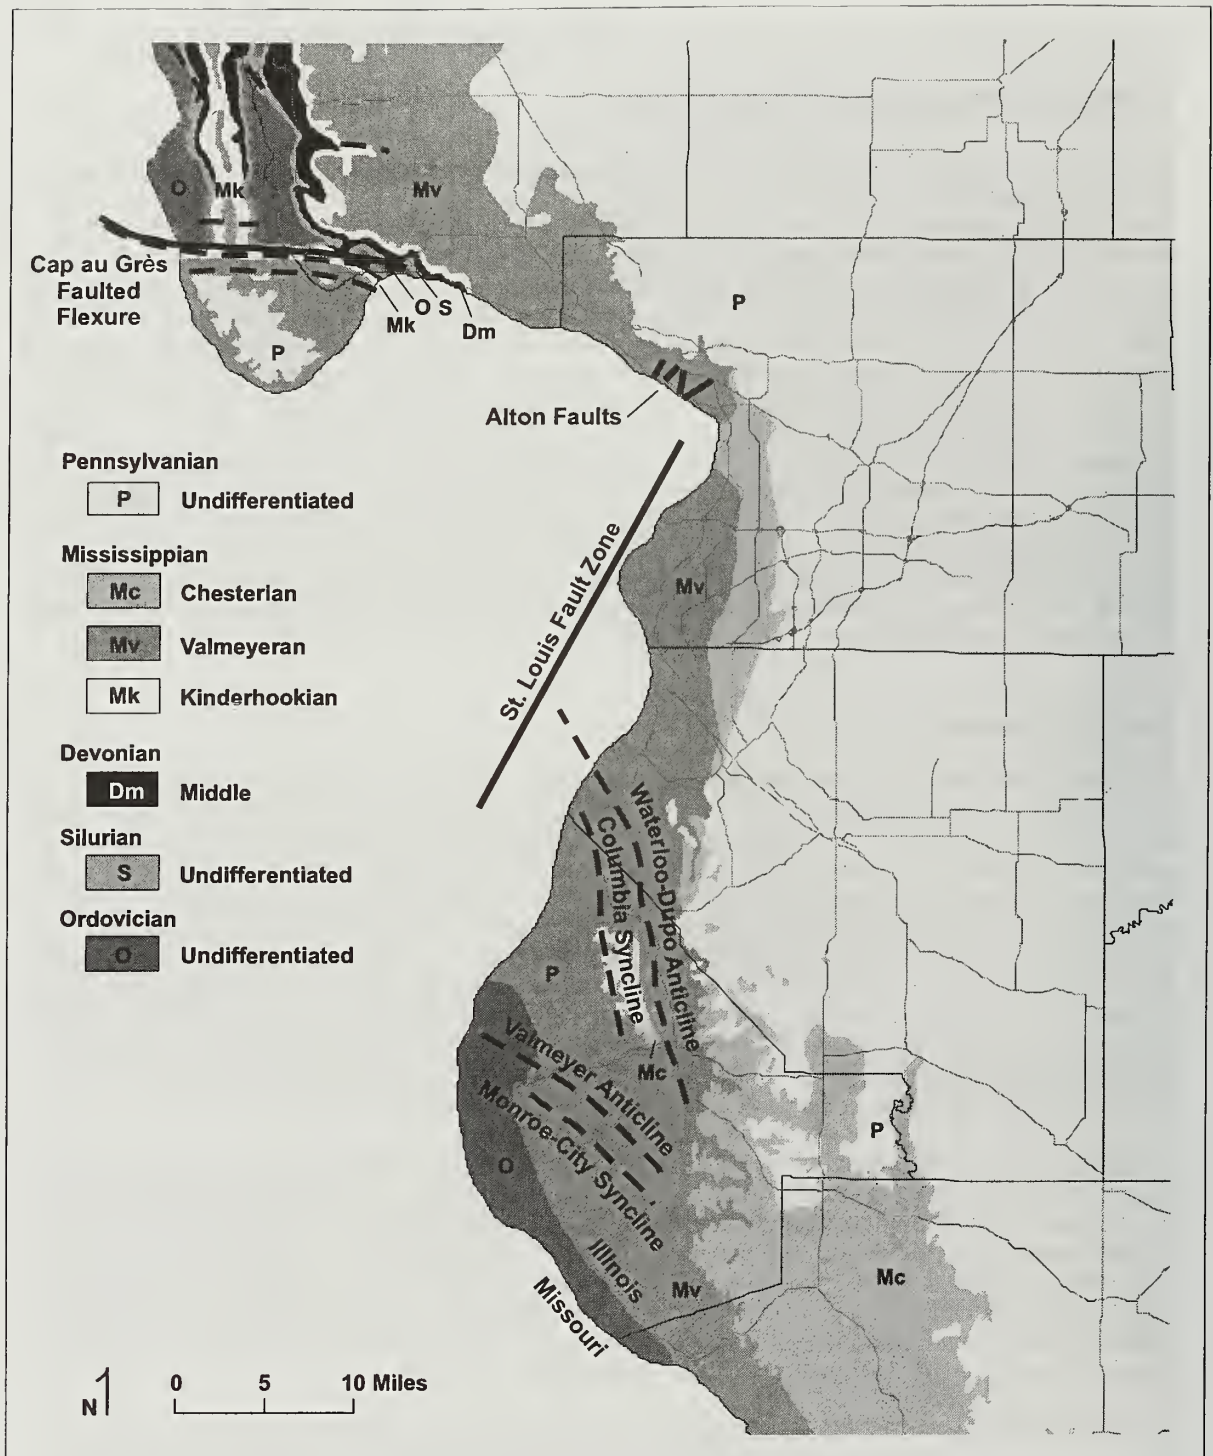 O
Mk
Mv
Cap au Grès
Faulted
Flexure
O S
Mk
Dm
P
P
Alton Faults
Pennsylvanian
P Undifferentiated
Mississippian
Mc Chesterian
Mv Valmeyeran
Mk Kinderhookian
Devonian
Dm Middle
Silurian
S Undifferentiated
Ordovician
O Undifferentiated
St. Louis Fault Zone
Mv
Waterloo-Dupo Anticline
Columbia Syncline
P
Valmeyer Anticline
Mc
Monroe-City Syncline
P
O
Illinois
Missouri
Mv
Mc
N
0 5 10 Miles